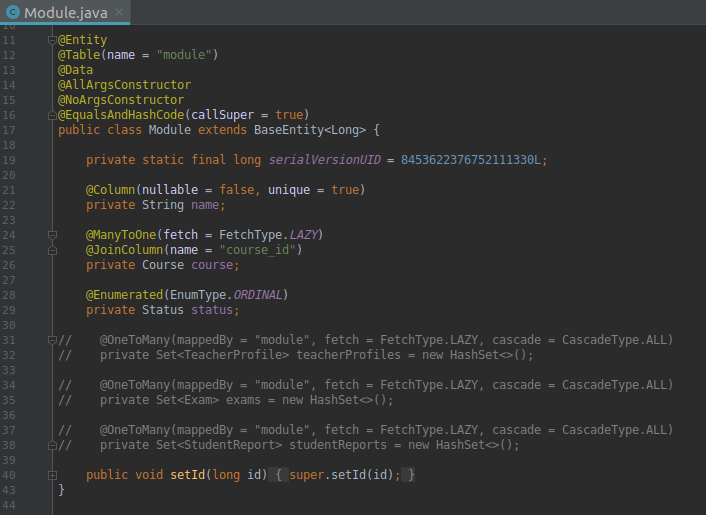 Module.java
10
11 @Entity
12 @Table(name = "module")
13 @Data
14 @AllArgsConstructor
15 @NoArgsConstructor
16 @EqualsAndHashCode(callSuper = true)
17 public class Module extends BaseEntity<Long> {
18
19 private static final long serialVersionUID = 8453622376752111330L;
20
21 @Column(nullable = false, unique = true)
22 private String name;
23
24 @ManyToOne(fetch = FetchType.LAZY)
25 @JoinColumn(name = "course_id")
26 private Course course;
27
28 @Enumerated(EnumType.ORDINAL)
29 private Status status;
30
31 // @OneToMany(mappedBy = "module", fetch = FetchType.LAZY, cascade = CascadeType.ALL)
32 // private Set<TeacherProfile> teacherProfiles = new HashSet<>();
33
34 // @OneToMany(mappedBy = "module", fetch = FetchType.LAZY, cascade = CascadeType.ALL)
35 // private Set<Exam> exams = new HashSet<>();
36
37 // @OneToMany(mappedBy = "module", fetch = FetchType.LAZY, cascade = CascadeType.ALL)
38 // private Set<StudentReport> studentReports = new HashSet<>();
39
40 public void setId(long id) { super.setId(id); }
43 }
44